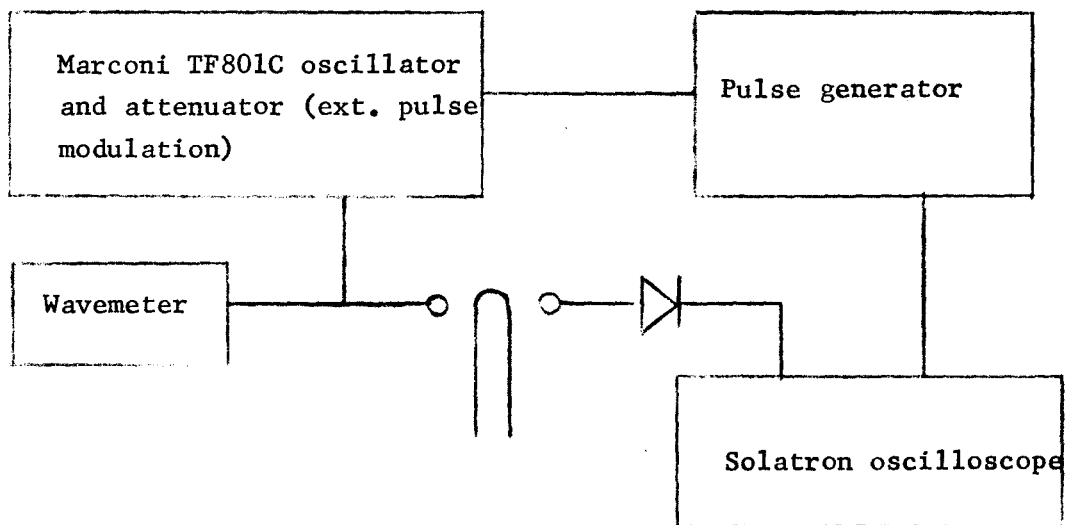 Marconi TF801C oscillator
and attenuator (ext. pulse
modulation)
Pulse generator
Wavemeter
Solatron oscilloscope